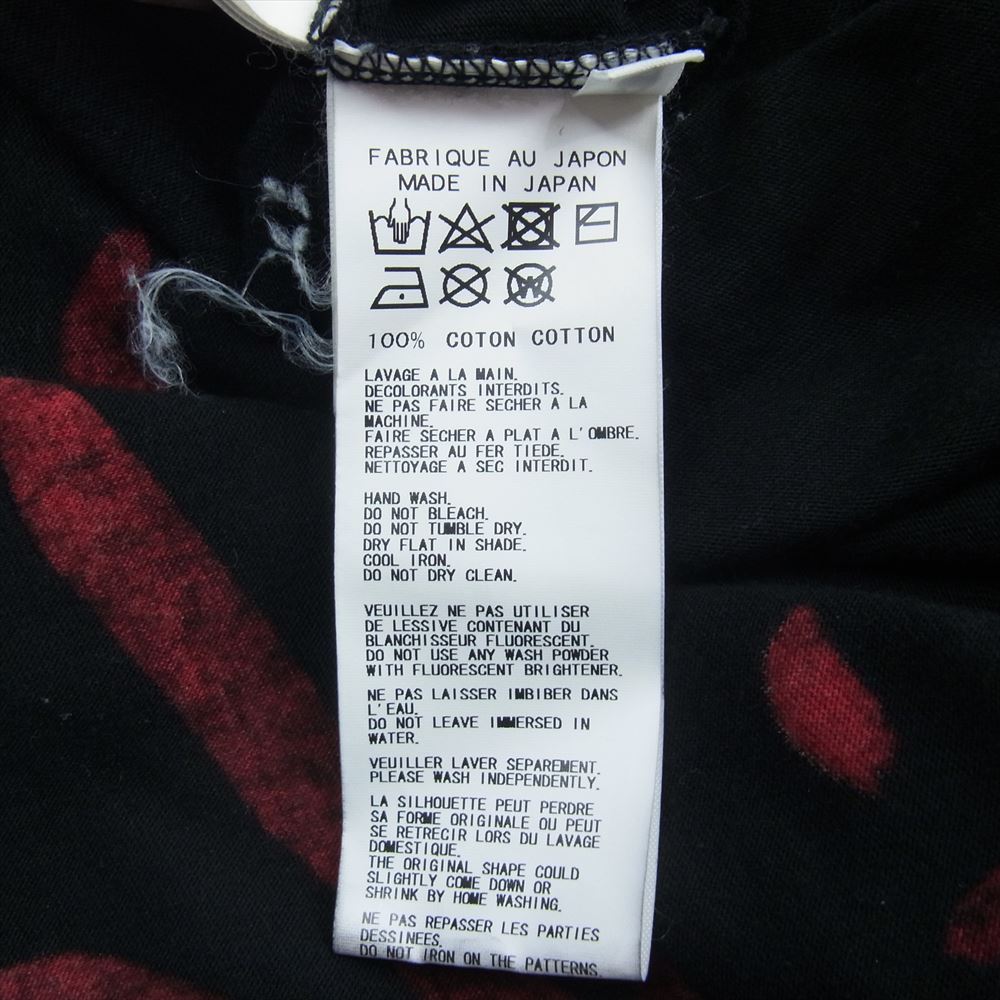 FABRIQUE AU JAPON
MADE IN JAPAN
W
100% COTON COTTON
LAVAGE A LA MAIN.
DECOLORANTS INTERDITS.
NE PAS FAIRE SECHER A LA
MACHINE.
FAIRE SECHER A PLAT A L'OMBRE.
REPASSER AU FER TIEDE.
NETTOYAGE A SEC INTERDIT.
HAND WASH.
DO NOT BLEACH.
DO NOT TUMBLE DRY.
DRY FLAT IN SHADE.
COOL IRON.
DO NOT DRY CLEAN.
VEUILLEZ NE PAS UTILISER
DE LESSIVE CONTENANT DU
BLANCHISSEUR FLUORESCENT.
DO NOT USE ANY WASH POWDER
WITH FLUORESCENT BRIGHTENER.
NE PAS LAISSER IMBIBER DANS
L'EAU.
DO NOT LEAVE IMMERSED IN
WATER.
VEUILLER LAVER SEPAREMENT.
PLEASE WASH INDEPENDENTLY.
LA SILHOUETTE PEUT PERDRE
SA FORME ORIGINALE OU PEUT
SE RETRECIR LORS DU LAVAGE
DOMESTIQUE.
THE ORIGINAL SHAPE COULD
SLIGHTLY COME DOWN OR
SHRINK BY HOME WASHING.
NE PAS REPASSER LES PARTIES
DESSINEES.
DO NOT IRON ON THE PATTERNS.